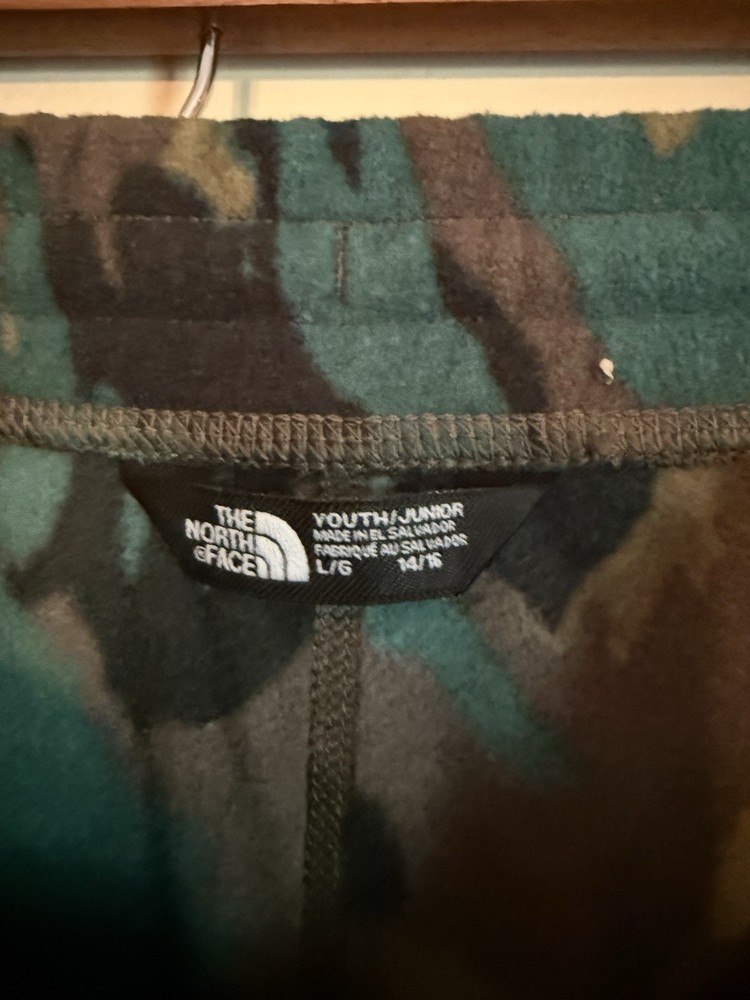 THE
NORTH
FACE
YOUTH/JUNIOR
MADE IN EL SALVADOR
FABRIQUÉ AU SALVADOR
L/G 14/16